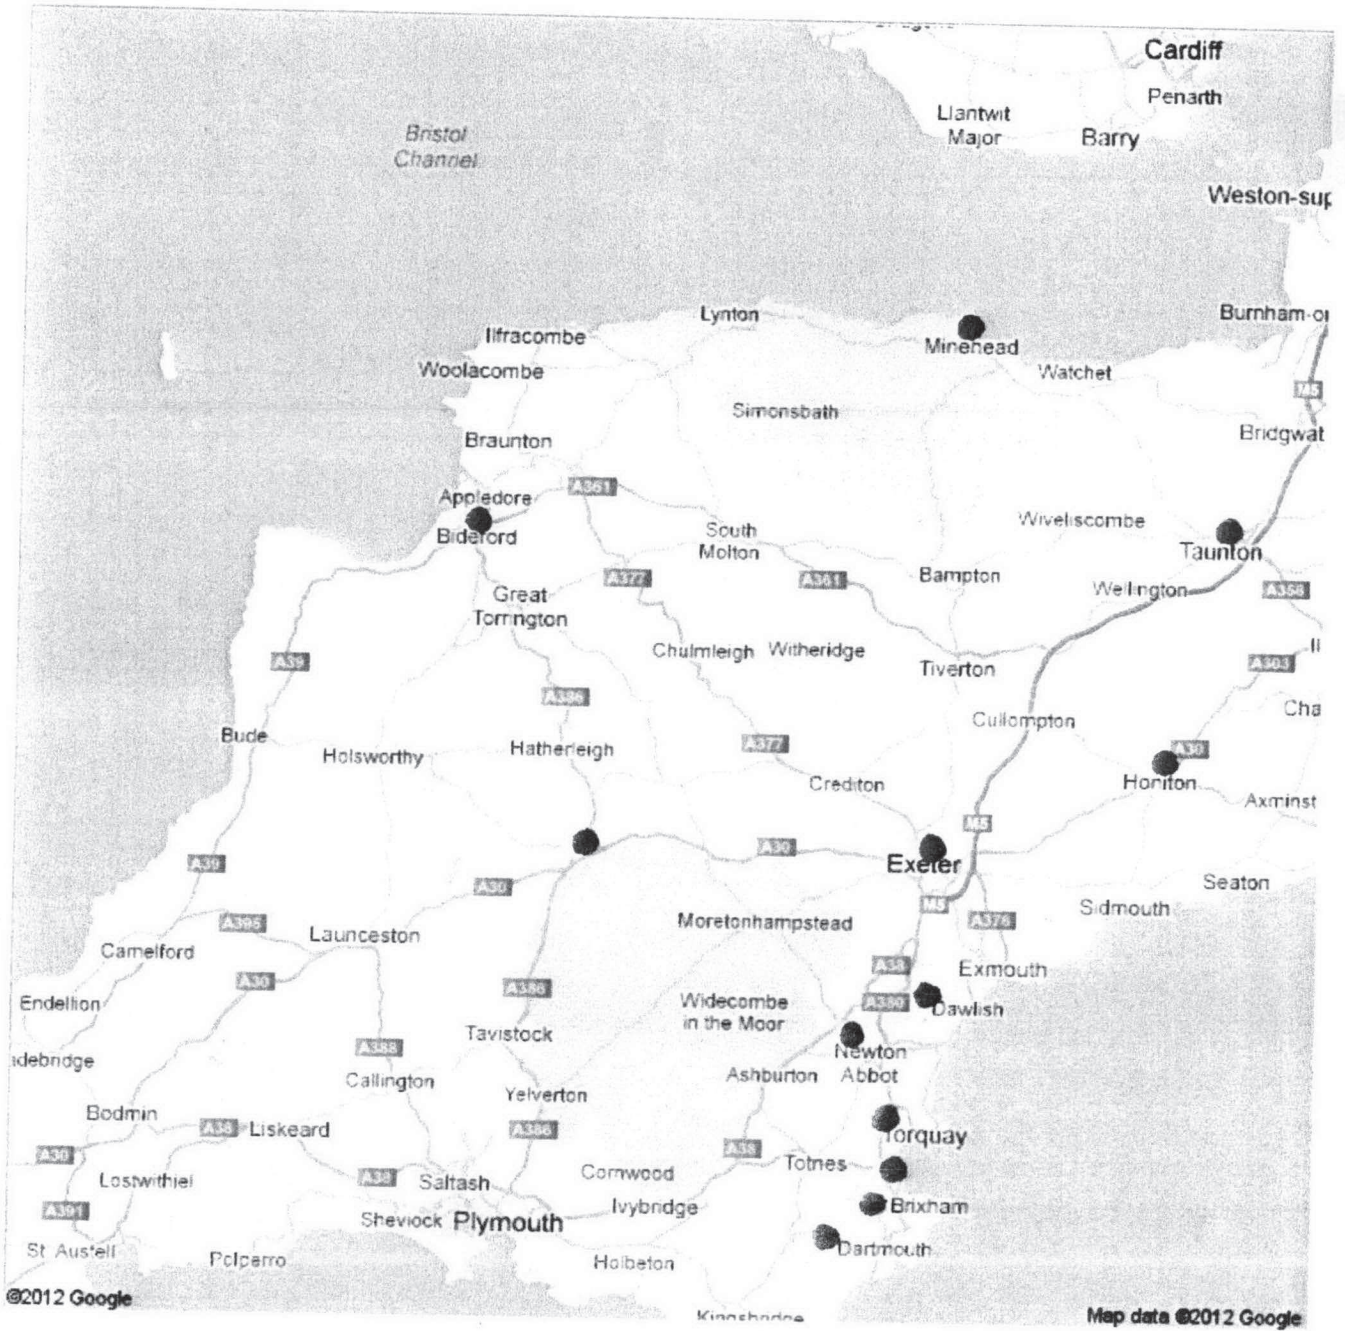 Cardiff
Penarth
Llantwit
Major
Barry
Bristol
Channel
Weston-sup
Lynton
Burnham-o
Ilfracombe
Minehead
Woolacombe
Watchet
M5
Simonsbath
Bridgwat
Braunton
A361
Appledore
Bideford
South
Molton
Wiveliscombe
Taunton
A377
A361
Bampton
Wellington
A358
Great
Torrington
Chulmleigh
Witheridge
Tiverton
A39
A303
Il
A386
Cha
Cullompton
Bude
Holsworthy
Hatherleigh
A377
A30
Crediton
Honiton
Axminst
M5
A30
Exeter
A39
A30
Seaton
M5
Sidmouth
A395
Launceston
Moretonhampstead
A376
Camelford
A30
A38
Exmouth
Endellion
A386
Widecombe
in the Moor
A380
Dawlish
Tavistock
adebridge
A388
Callington
Newton
Abbot
Ashburton
Yelverton
Bodmin
A38
Liskeard
A386
Torquay
A30
A38
Totnes
Lostwithiel
A38
Saltash
Cornwood
A391
Ivybridge
Brixham
Sheviock
Plymouth
St Austell
Polperro
Holbeton
Dartmouth
©2012 Google
Kingsbridge
Map data ©2012 Google